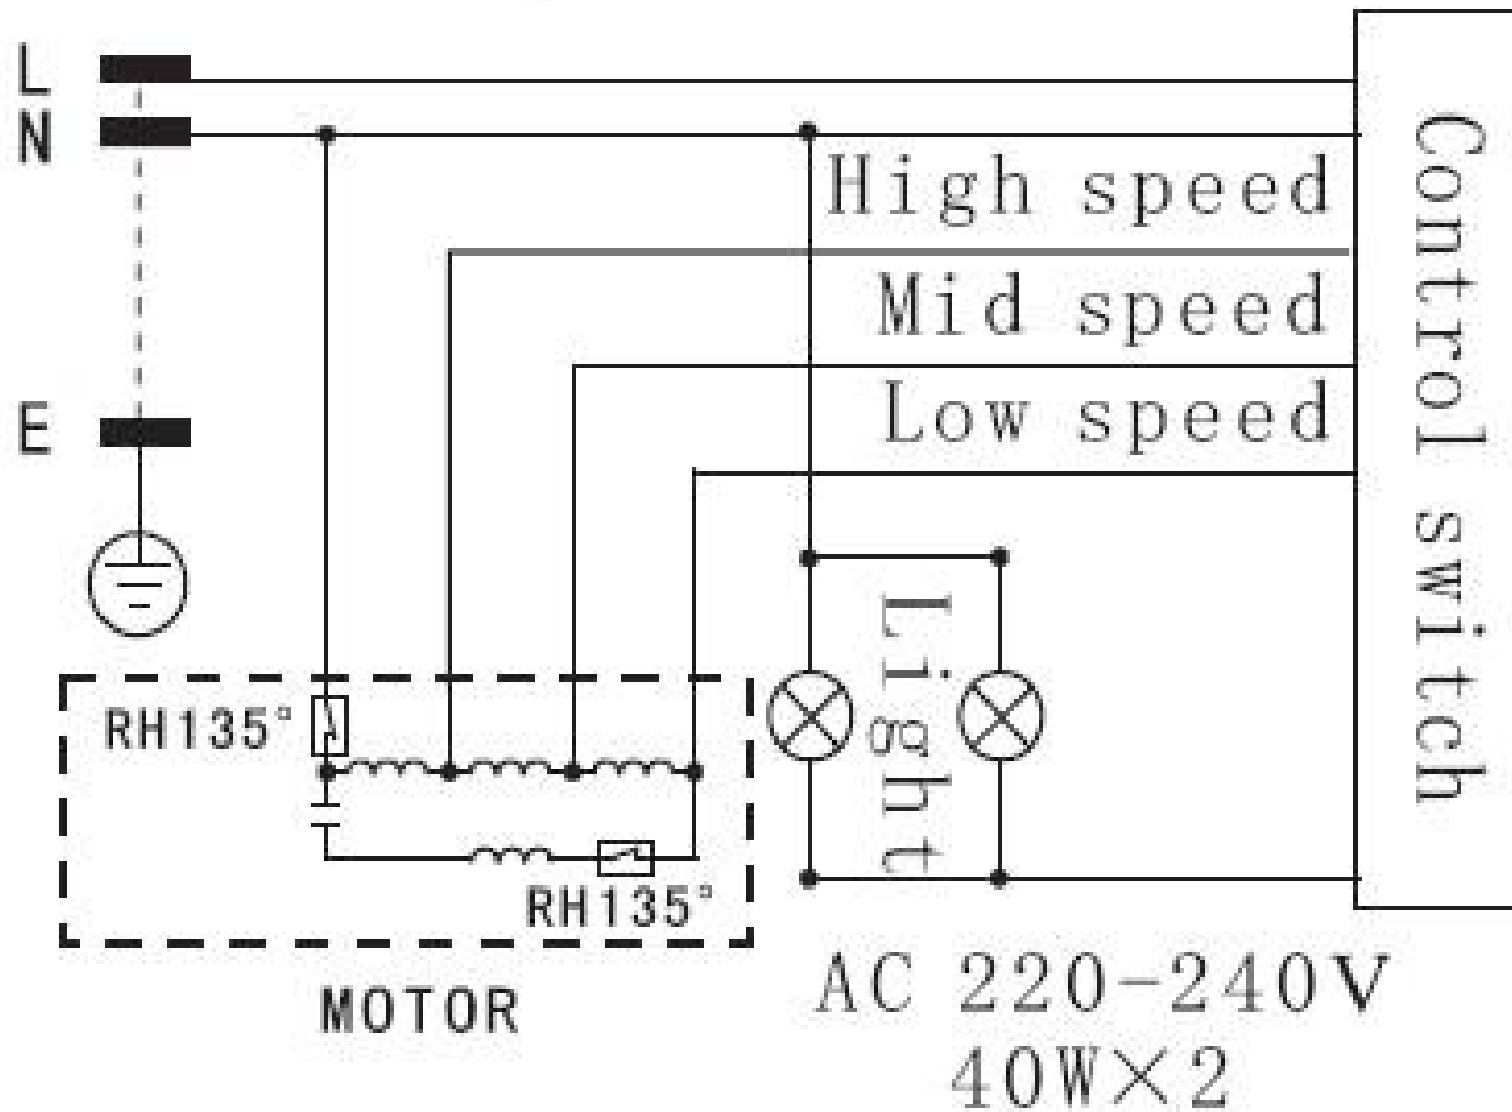 L
N
High speed
Mid speed
Low speed
E
Control switch
Light
RH135°
RH135°
MOTOR
AC 220-240V
40W×2